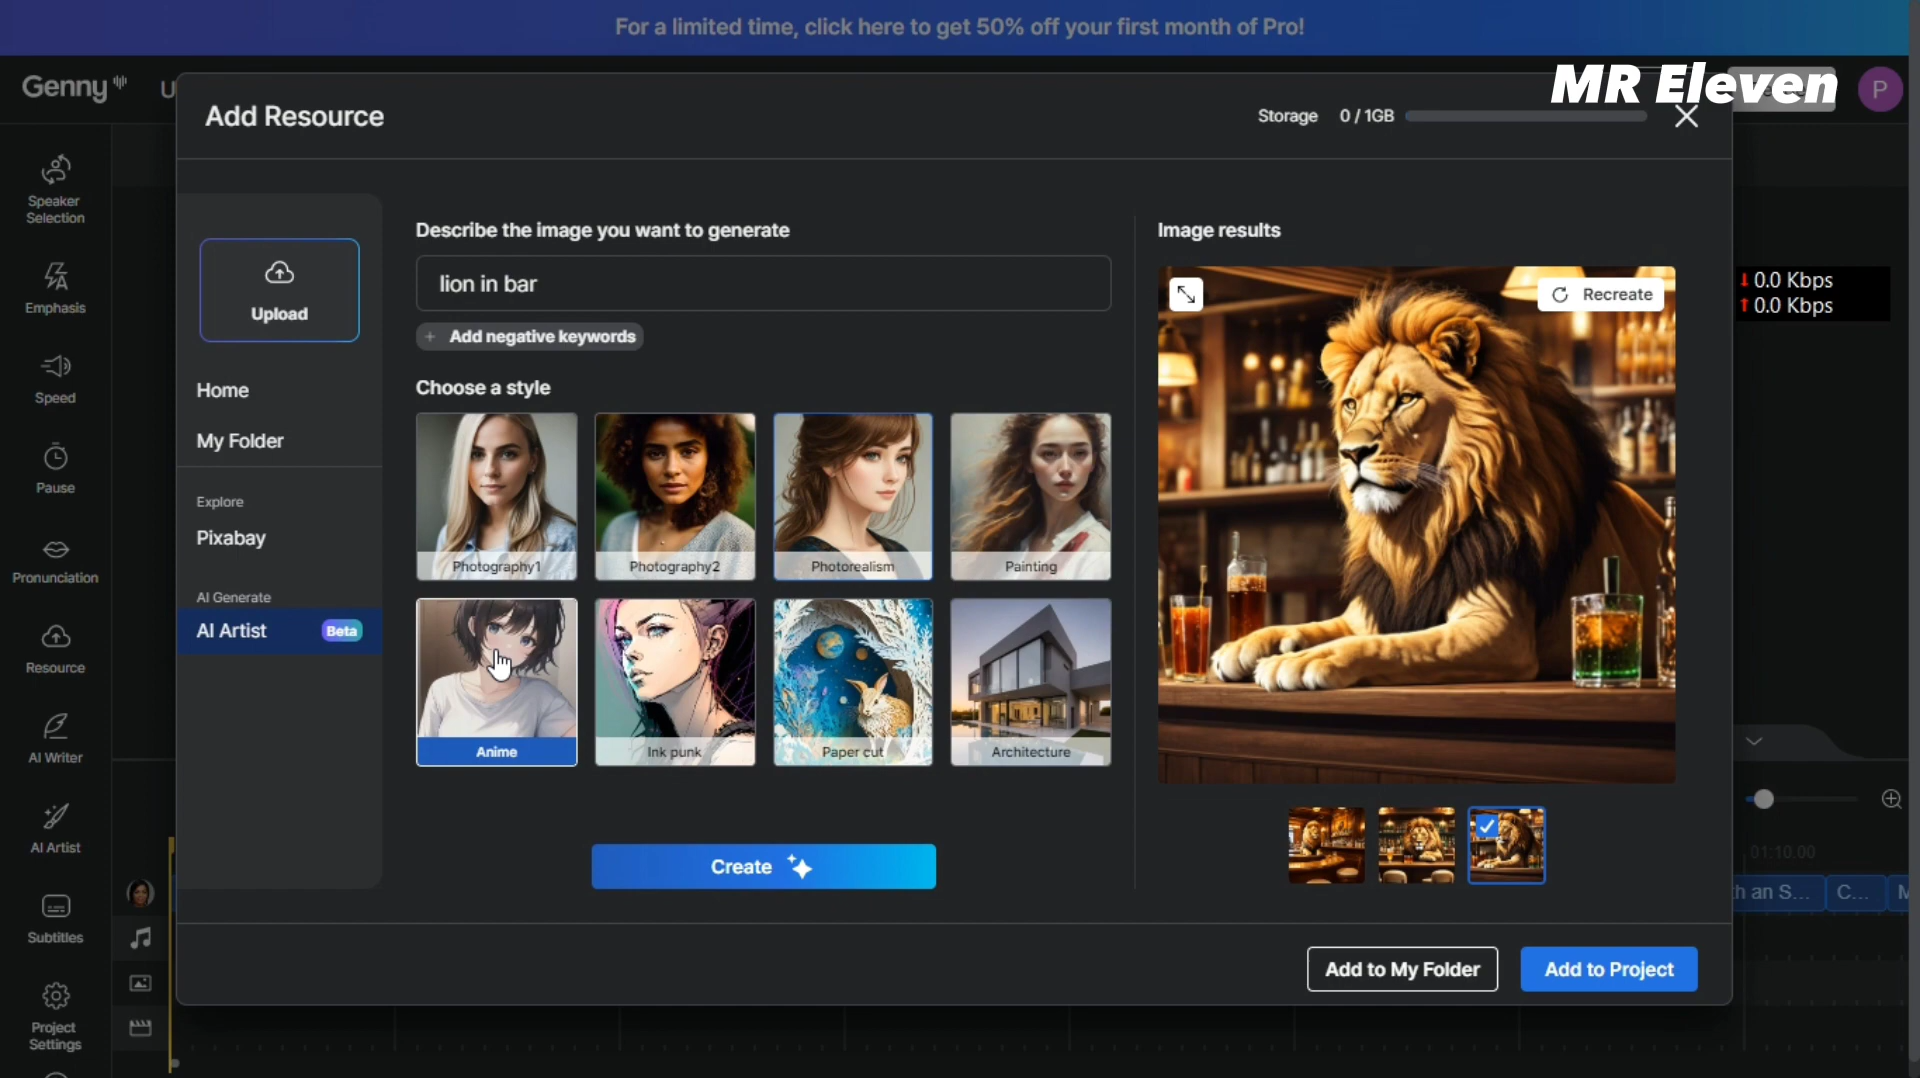 For a limited time, click here to get 50% off your first month of Pro!
Genny
U
MR Eleven
P
Add Resource
Storage 0 / 1GB
Speaker
Selection
Emphasis
Speed
Pause
Pronunciation
Resource
AI Writer
AI Artist
Subtitles
Project
Settings
Upload
Home
My Folder
Explore
Pixabay
AI Generate
AI Artist Beta
Describe the image you want to generate
lion in bar
+ Add negative keywords
Choose a style
Photography1
Photography2
Photorealism
Painting
Anime
Ink punk
Paper cut
Architecture
Create
Image results
Recreate
0.0 Kbps
0.0 Kbps
01:10.00
h an S...
C...
M
Add to My Folder
Add to Project